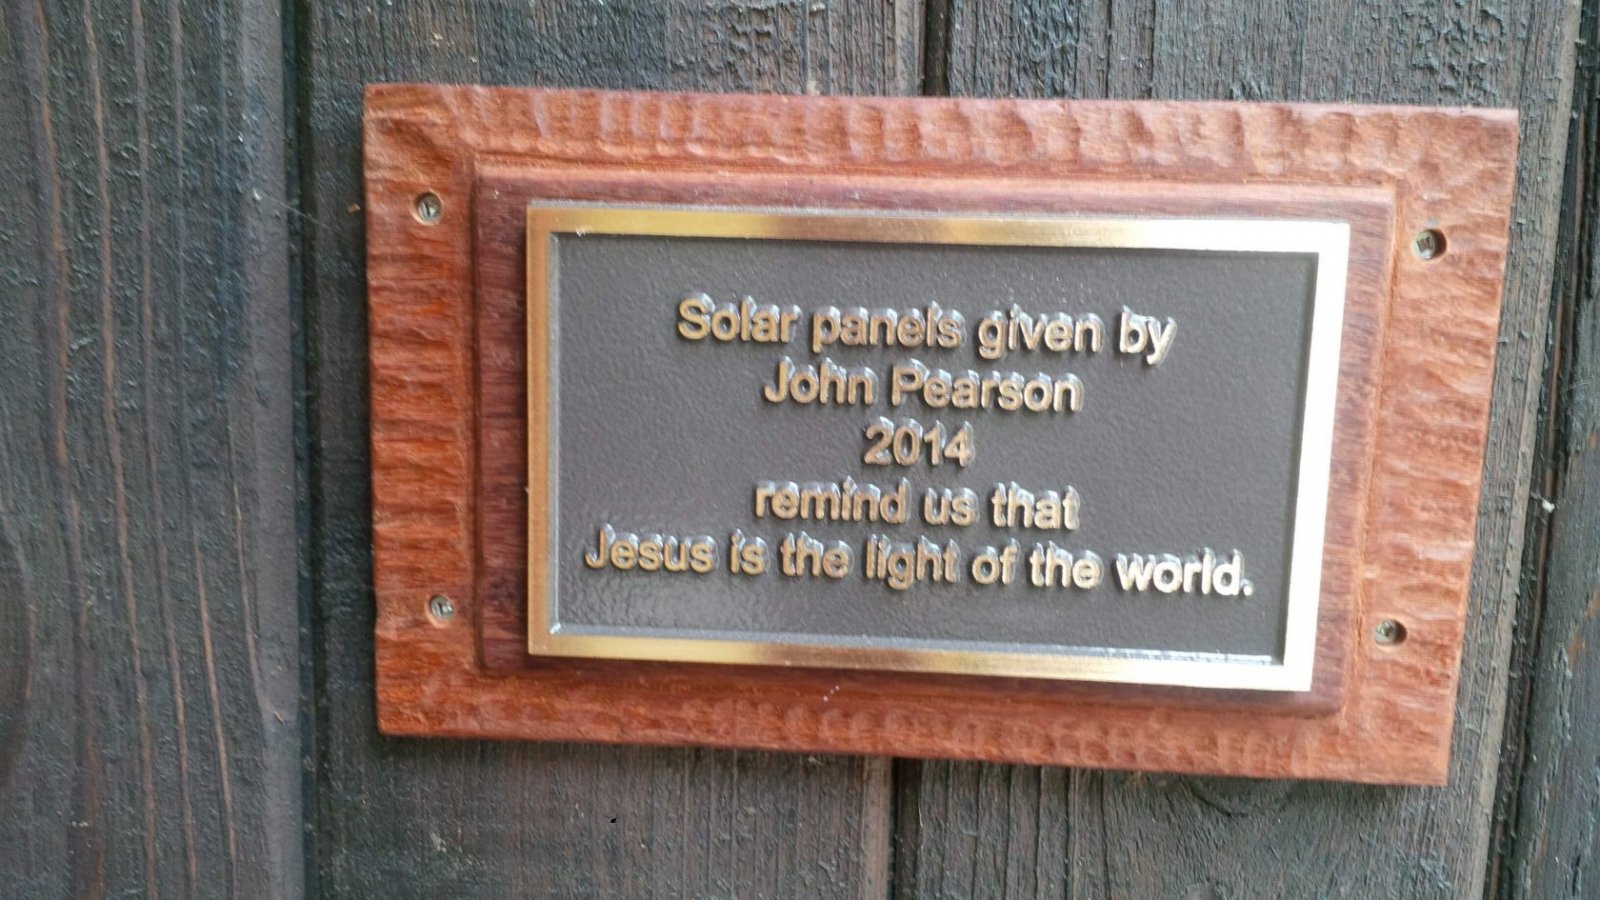 Solar panels given by
John Pearson
2014
remind us that
Jesus is the light of the world.